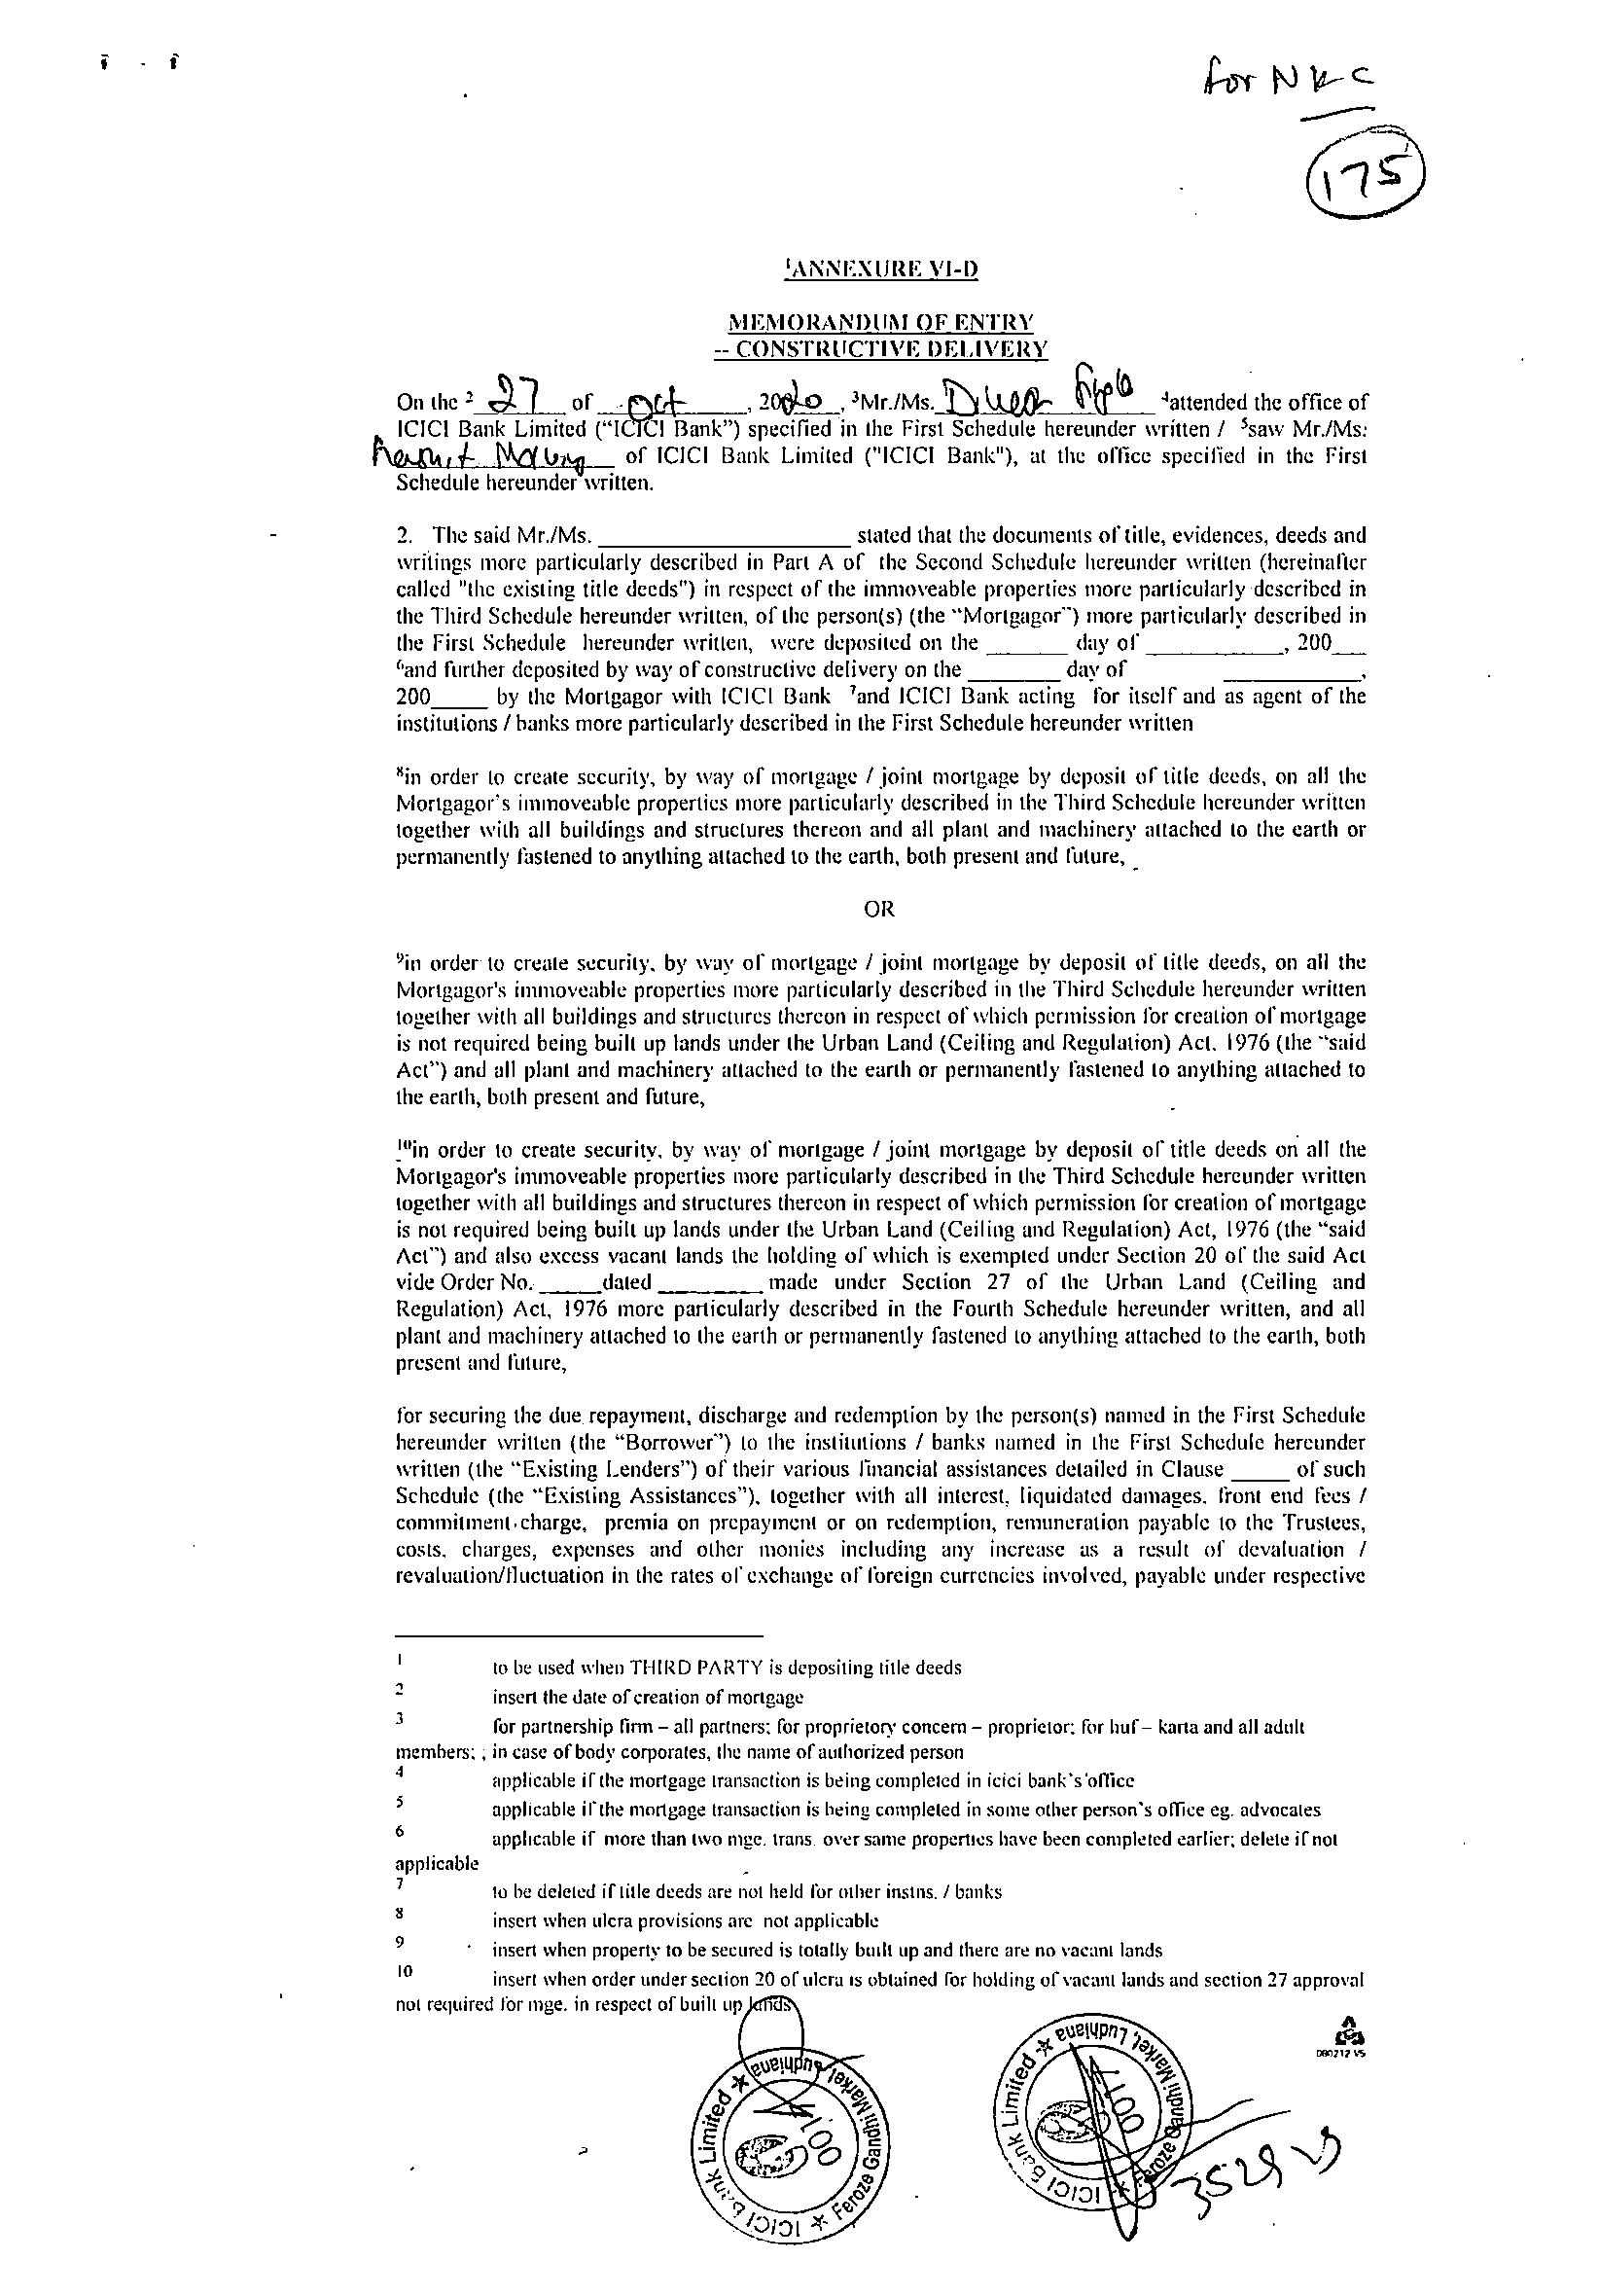 for NKC
175
¹ANNEXURE VI-D
MEMORANDUM OF ENTRY
-- CONSTRUCTIVE DELIVERY
On the ² 27 of oct, 2020, ³Mr./Ms. ⁴attended the office of
ICICI Bank Limited ("ICICI Bank") specified in the First Schedule hereunder written / ⁵saw Mr./Ms:
of ICICI Bank Limited ("ICICI Bank"), at the office specified in the First
Schedule hereunder written.
2. The said Mr./Ms. ____________ stated that the documents of title, evidences, deeds and
writings more particularly described in Part A of the Second Schedule hereunder written (hereinafter
called "the existing title deeds") in respect of the immoveable properties more particularly described in
the Third Schedule hereunder written, of the person(s) (the "Mortgagor") more particularly described in
the First Schedule hereunder written, were deposited on the ______ day of __________, 200__
⁶and further deposited by way of constructive delivery on the ______ day of __________,
200____ by the Mortgagor with ICICI Bank ⁷and ICICI Bank acting for itself and as agent of the
institutions / banks more particularly described in the First Schedule hereunder written
⁸in order to create security, by way of mortgage / joint mortgage by deposit of title deeds, on all the
Mortgagor's immoveable properties more particularly described in the Third Schedule hereunder written
together with all buildings and structures thereon and all plant and machinery attached to the earth or
permanently fastened to anything attached to the earth, both present and future,
OR
⁹in order to create security, by way of mortgage / joint mortgage by deposit of title deeds, on all the
Mortgagor's immoveable properties more particularly described in the Third Schedule hereunder written
together with all buildings and structures thereon in respect of which permission for creation of mortgage
is not required being built up lands under the Urban Land (Ceiling and Regulation) Act, 1976 (the "said
Act") and all plant and machinery attached to the earth or permanently fastened to anything attached to
the earth, both present and future,
¹⁰in order to create security, by way of mortgage / joint mortgage by deposit of title deeds on all the
Mortgagor's immoveable properties more particularly described in the Third Schedule hereunder written
together with all buildings and structures thereon in respect of which permission for creation of mortgage
is not required being built up lands under the Urban Land (Ceiling and Regulation) Act, 1976 (the "said
Act") and also excess vacant lands the holding of which is exempted under Section 20 of the said Act
vide Order No. _____dated ________ made under Section 27 of the Urban Land (Ceiling and
Regulation) Act, 1976 more particularly described in the Fourth Schedule hereunder written, and all
plant and machinery attached to the earth or permanently fastened to anything attached to the earth, both
present and future,
for securing the due repayment, discharge and redemption by the person(s) named in the First Schedule
hereunder written (the "Borrower") to the institutions / banks named in the First Schedule hereunder
written (the "Existing Lenders") of their various financial assistances detailed in Clause _____ of such
Schedule (the "Existing Assistances"), together with all interest, liquidated damages, front end fees /
commitment charge, premia on prepayment or on redemption, remuneration payable to the Trustees,
costs, charges, expenses and other monies including any increase as a result of devaluation /
revaluation/fluctuation in the rates of exchange of foreign currencies involved, payable under respective
1 to be used when THIRD PARTY is depositing title deeds
2 insert the date of creation of mortgage
3 for partnership firm – all partners; for proprietory concern – proprietor; for huf – karta and all adult
members; ; in case of body corporates, the name of authorized person
4 applicable if the mortgage transaction is being completed in icici bank's office
5 applicable if the mortgage transaction is being completed in some other person's office eg. advocates
6 applicable if more than two mge. trans. over same properties have been completed earlier; delete if not
applicable
7 to be deleted if title deeds are not held for other instns. / banks
8 insert when ulcra provisions are not applicable
9 insert when property to be secured is totally built up and there are no vacant lands
10 insert when order under section 20 of ulcra is obtained for holding of vacant lands and section 27 approval
not required for mge. in respect of built up lands
ICICI Bank Limited ★ Feroze Gandhi Market, Ludhiana ★
ICICI Bank Limited ★ Feroze Gandhi Market, Ludhiana ★
080212 V5